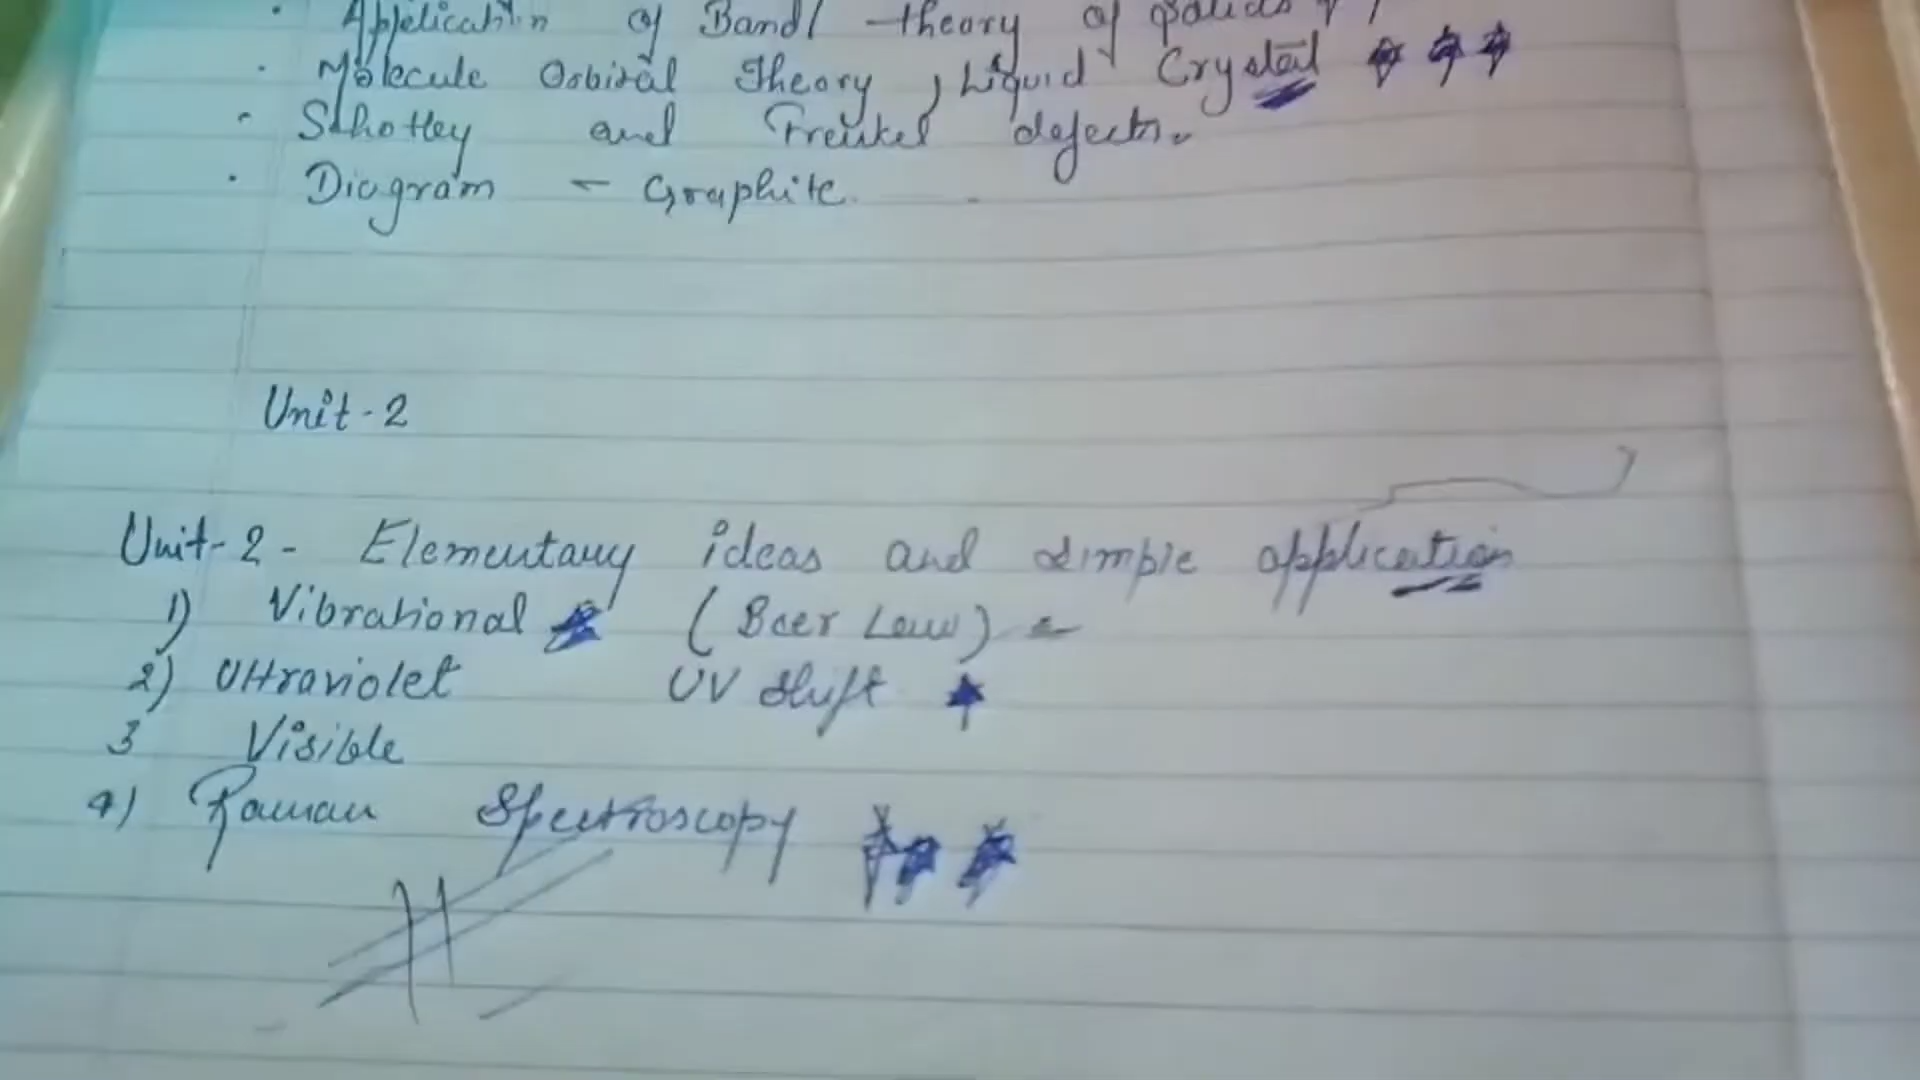 . Application of Band theory of solids
. Molecule Orbital Theory, Liquid Crystal
. Schottky and Frenkel defects.
. Diagram - Graphite.
Unit-2
Unit-2 - Elementary ideas and simple application
1) Vibrational (Beer Law) -
2) Ultraviolet UV shift
3 Visible
4) Raman Spectroscopy